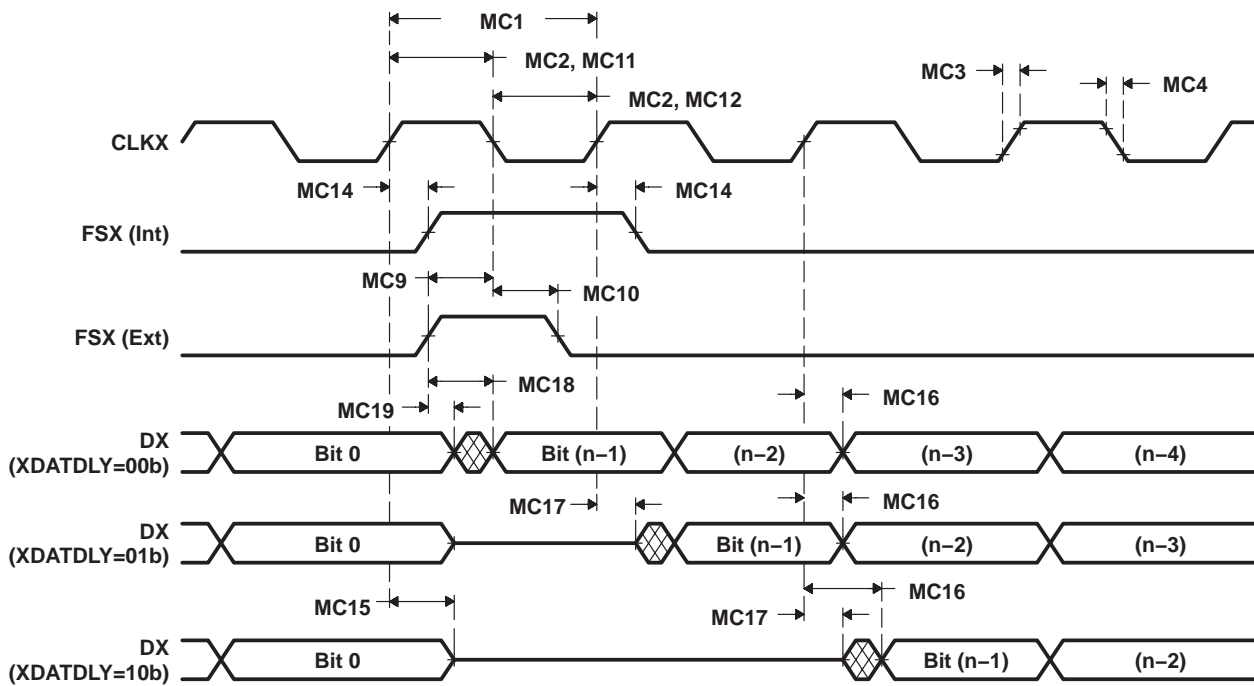 MC1
MC2, MC11
MC3
MC4
MC2, MC12
CLKX
MC14
MC14
FSX (Int)
MC9
MC10
FSX (Ext)
MC18
MC19
MC16
DX
(XDATDLY=00b)
Bit 0
Bit (n−1)
(n−2)
(n−3)
(n−4)
MC17
MC16
DX
(XDATDLY=01b)
Bit 0
Bit (n−1)
(n−2)
(n−3)
MC15
MC16
MC17
DX
(XDATDLY=10b)
Bit 0
Bit (n−1)
(n−2)